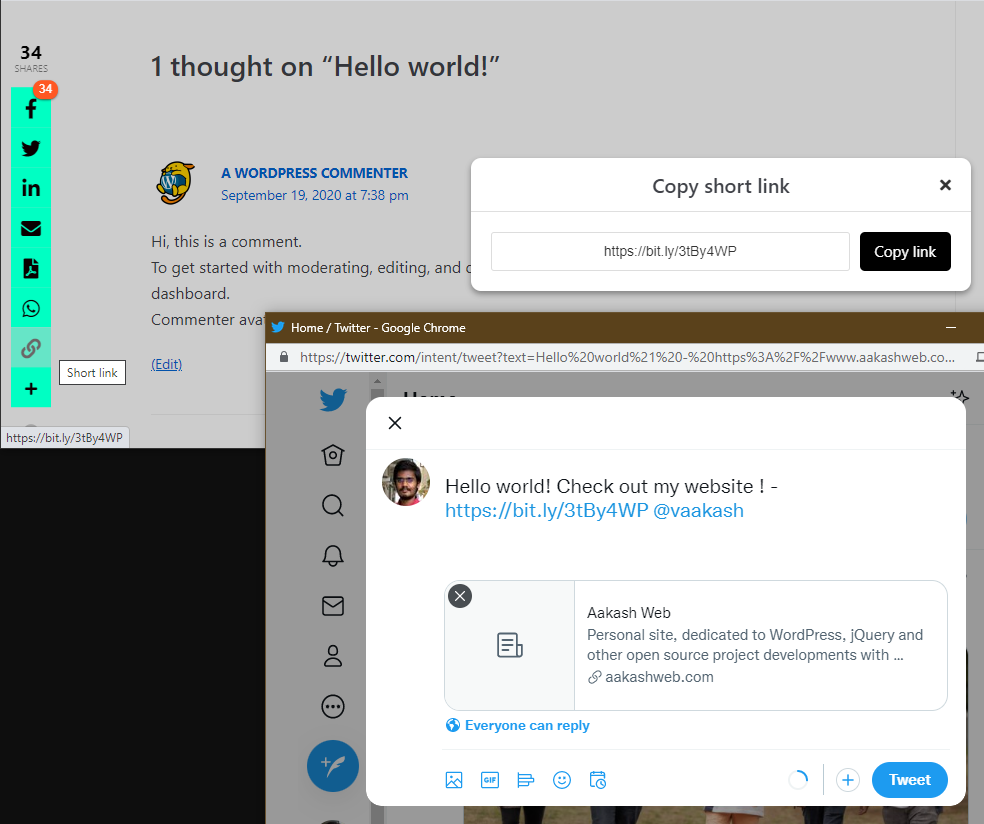 34
SHARES
34
1 thought on “Hello world!”
A WORDPRESS COMMENTER
September 19, 2020 at 7:38 pm
Hi, this is a comment.
To get started with moderating, editing, and
dashboard.
Commenter
(Edit)
Short link
https://bit.ly/3tBy4WP
Copy short link
https://bit.ly/3tBy4WP
Copy link
Home / Twitter - Google Chrome
https://twitter.com/intent/tweet?text=Hello%20world%21%20-%20https%3A%2F%2Fwww.aakashweb.co...
Home
Hello world! Check out my website ! -
https://bit.ly/3tBy4WP @vaakash
Aakash Web
Personal site, dedicated to WordPress, jQuery and
other open source project developments with ...
aakashweb.com
Everyone can reply
GIF
Tweet